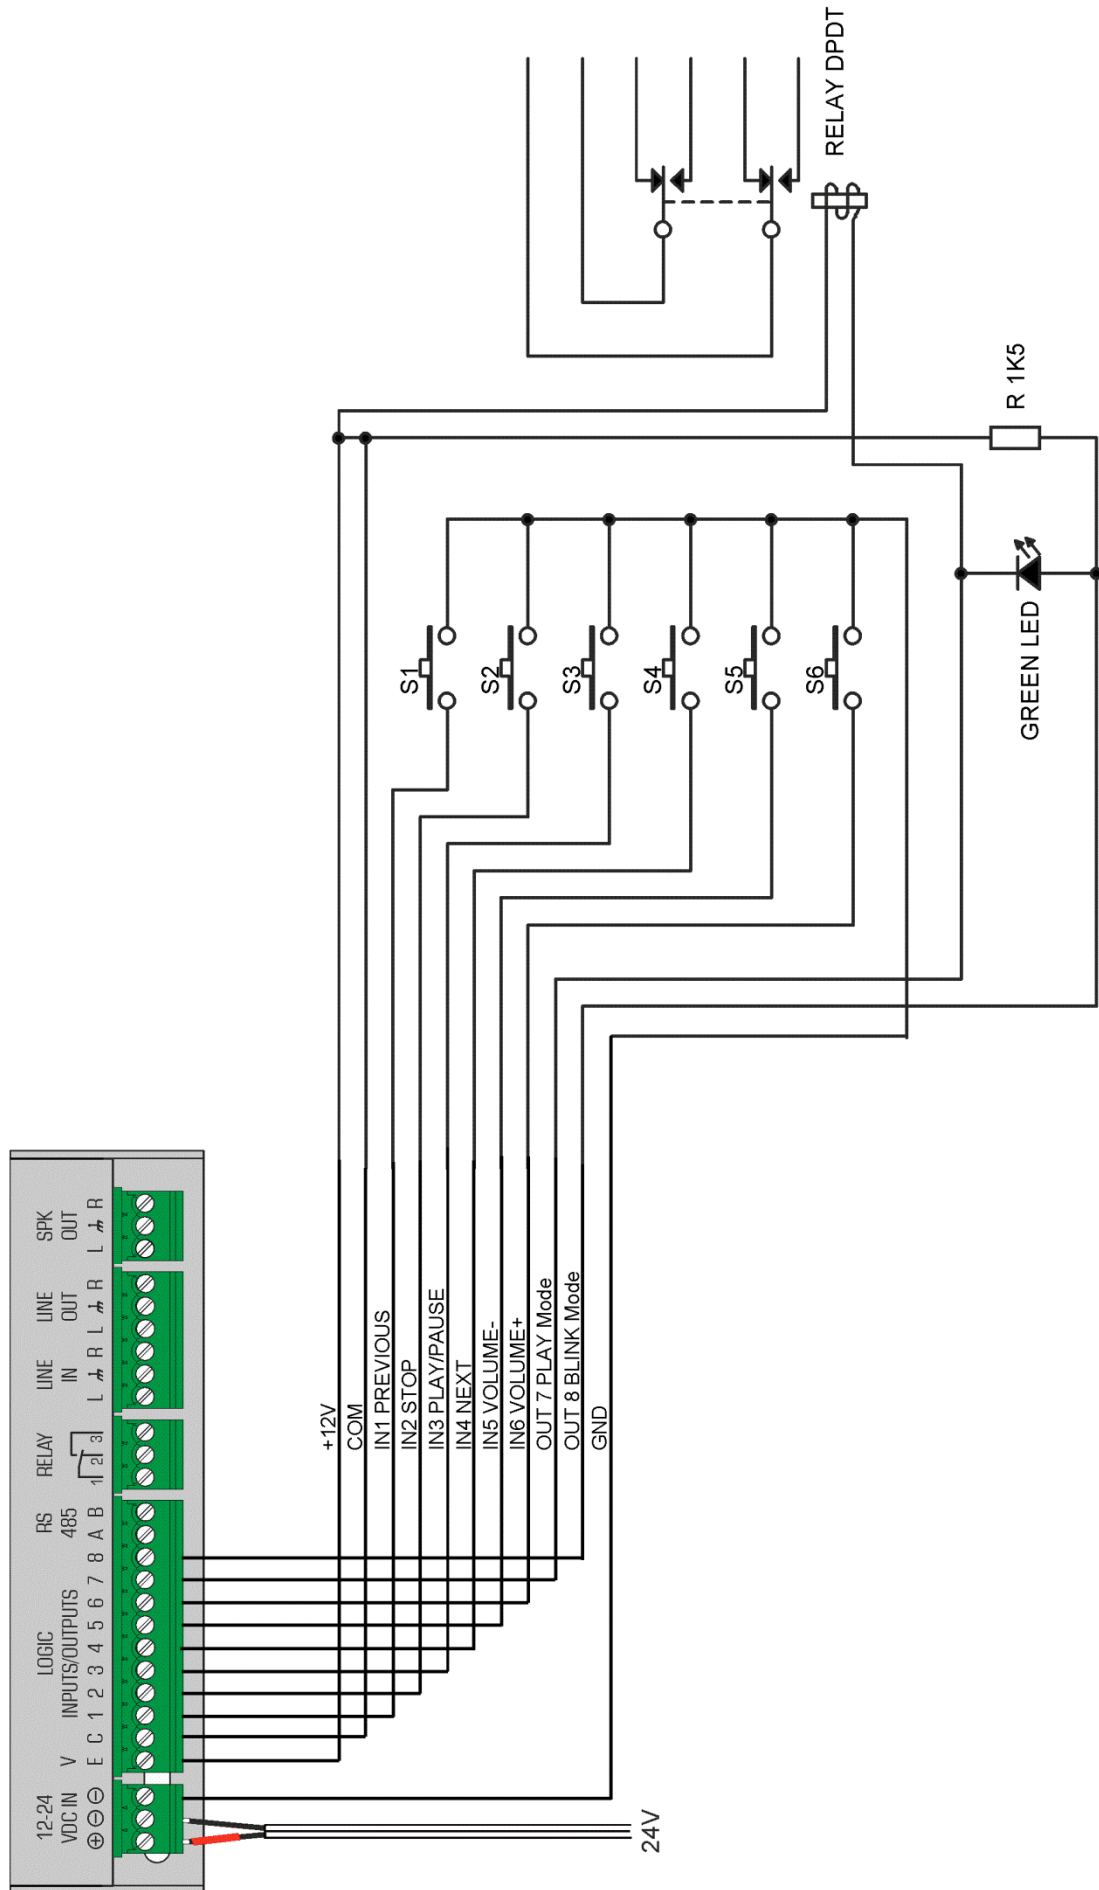 12-24
VDC IN
+ - -
V
E C 1 2 3 4 5 6 7 8 A B
LOGIC
INPUTS/OUTPUTS
RS
485
RELAY
1 2 3
LINE
IN
L R
LINE
OUT
L R
SPK
OUT
L R
24V
+12V
COM
IN1 PREVIOUS
IN2 STOP
IN3 PLAY/PAUSE
IN4 NEXT
IN5 VOLUME-
IN6 VOLUME+
OUT 7 PLAY Mode
OUT 8 BLINK Mode
GND
S1
S2
S3
S4
S5
S6
GREEN LED
R 1K5
RELAY DPDT